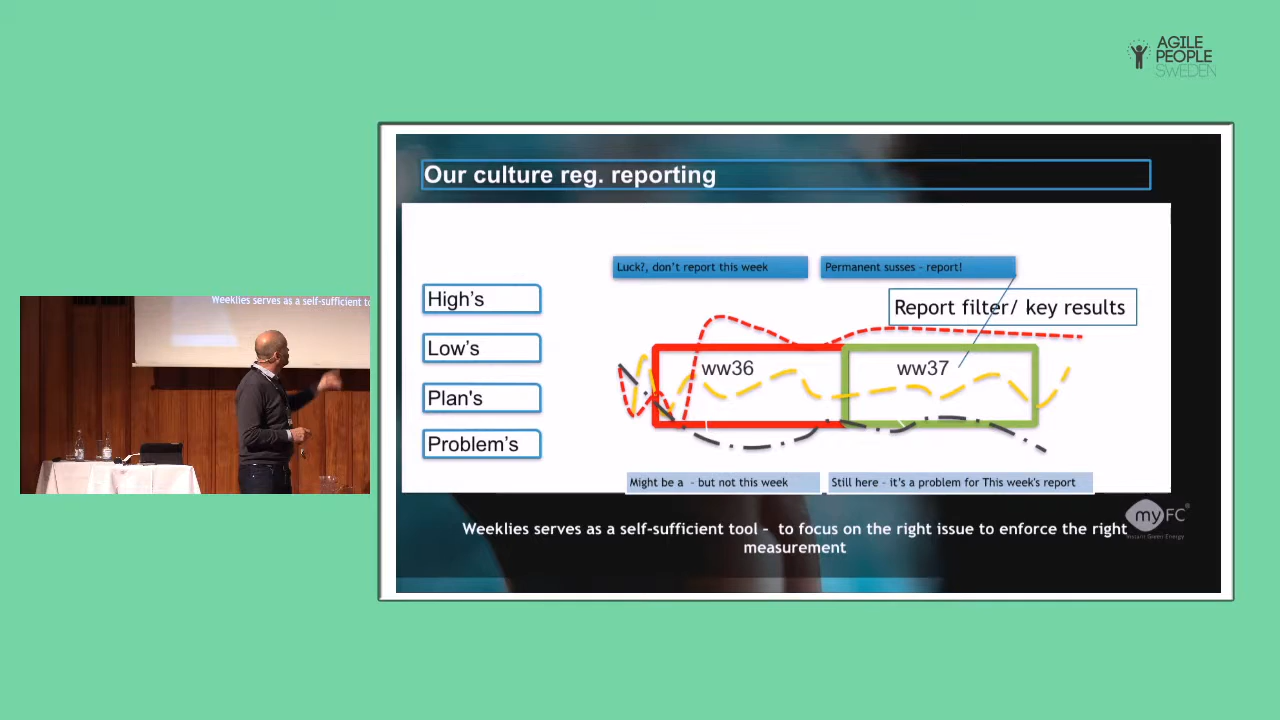 AGILE
PEOPLE
SWEDEN
Our culture reg. reporting
Luck?, don't report this week
Permanent susses - report!
High's
Report filter/ key results
Low's
ww36
ww37
Plan's
Problem's
Might be a - but not this week
Still here - it's a problem for This week's report
myFC
Instant Green Energy
Weeklies serves as a self-sufficient tool - to focus on the right issue to enforce the right
measurement
Weeklies serves as a self-sufficient to